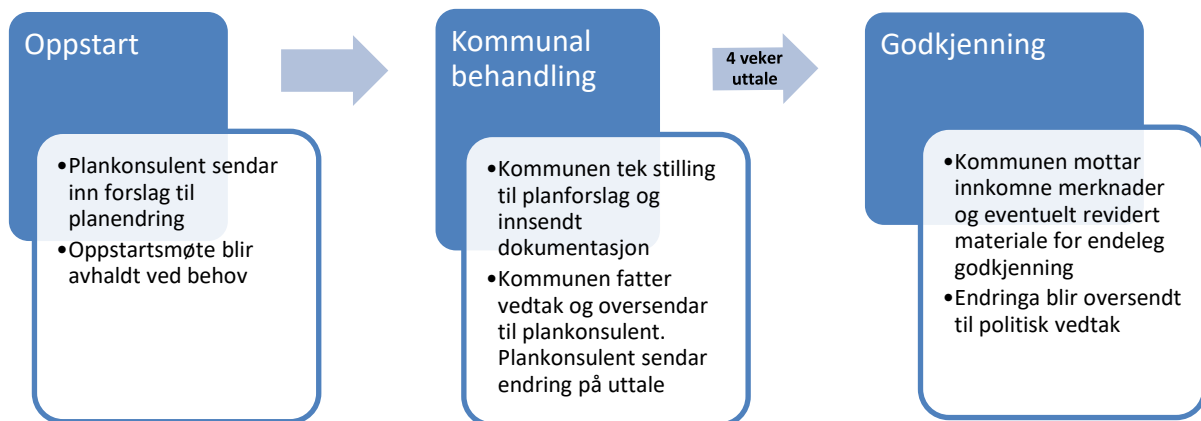 Oppstart
•Plankonsulent sendar
inn forslag til
planendring
•Oppstartsmøte blir
avhaldt ved behov
Kommunal
behandling
•Kommunen tek stilling
til planforslag og
innsendt
dokumentasjon
•Kommunen fatter
vedtak og oversendar
til plankonsulent.
Plankonsulent sendar
endring på uttale
4 veker
uttale
Godkjenning
•Kommunen mottar
innkomne merknader
og eventuelt revidert
materiale for endeleg
godkjenning
•Endringa blir oversendt
til politisk vedtak